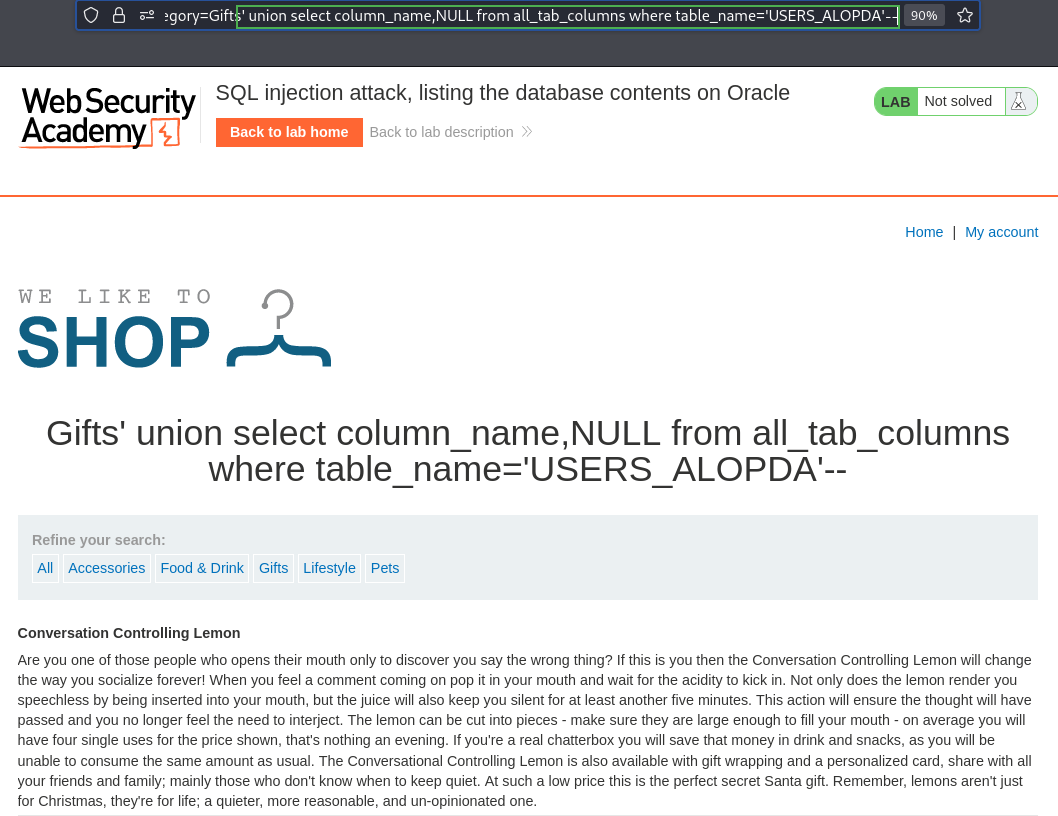 egory=Gifts' union select column_name,NULL from all_tab_columns where table_name='USERS_ALOPDA'--
90%
Web Security
Academy
SQL injection attack, listing the database contents on Oracle
Back to lab home
Back to lab description
LAB
Not solved
Home | My account
WE LIKE TO
SHOP
Gifts' union select column_name,NULL from all_tab_columns
where table_name='USERS_ALOPDA'--
Refine your search:
All Accessories Food & Drink Gifts Lifestyle Pets
Conversation Controlling Lemon
Are you one of those people who opens their mouth only to discover you say the wrong thing? If this is you then the Conversation Controlling Lemon will change
the way you socialize forever! When you feel a comment coming on pop it in your mouth and wait for the acidity to kick in. Not only does the lemon render you
speechless by being inserted into your mouth, but the juice will also keep you silent for at least another five minutes. This action will ensure the thought will have
passed and you no longer feel the need to interject. The lemon can be cut into pieces - make sure they are large enough to fill your mouth - on average you will
have four single uses for the price shown, that's nothing an evening. If you're a real chatterbox you will save that money in drink and snacks, as you will be
unable to consume the same amount as usual. The Conversational Controlling Lemon is also available with gift wrapping and a personalized card, share with all
your friends and family; mainly those who don't know when to keep quiet. At such a low price this is the perfect secret Santa gift. Remember, lemons aren't just
for Christmas, they're for life; a quieter, more reasonable, and un-opinionated one.